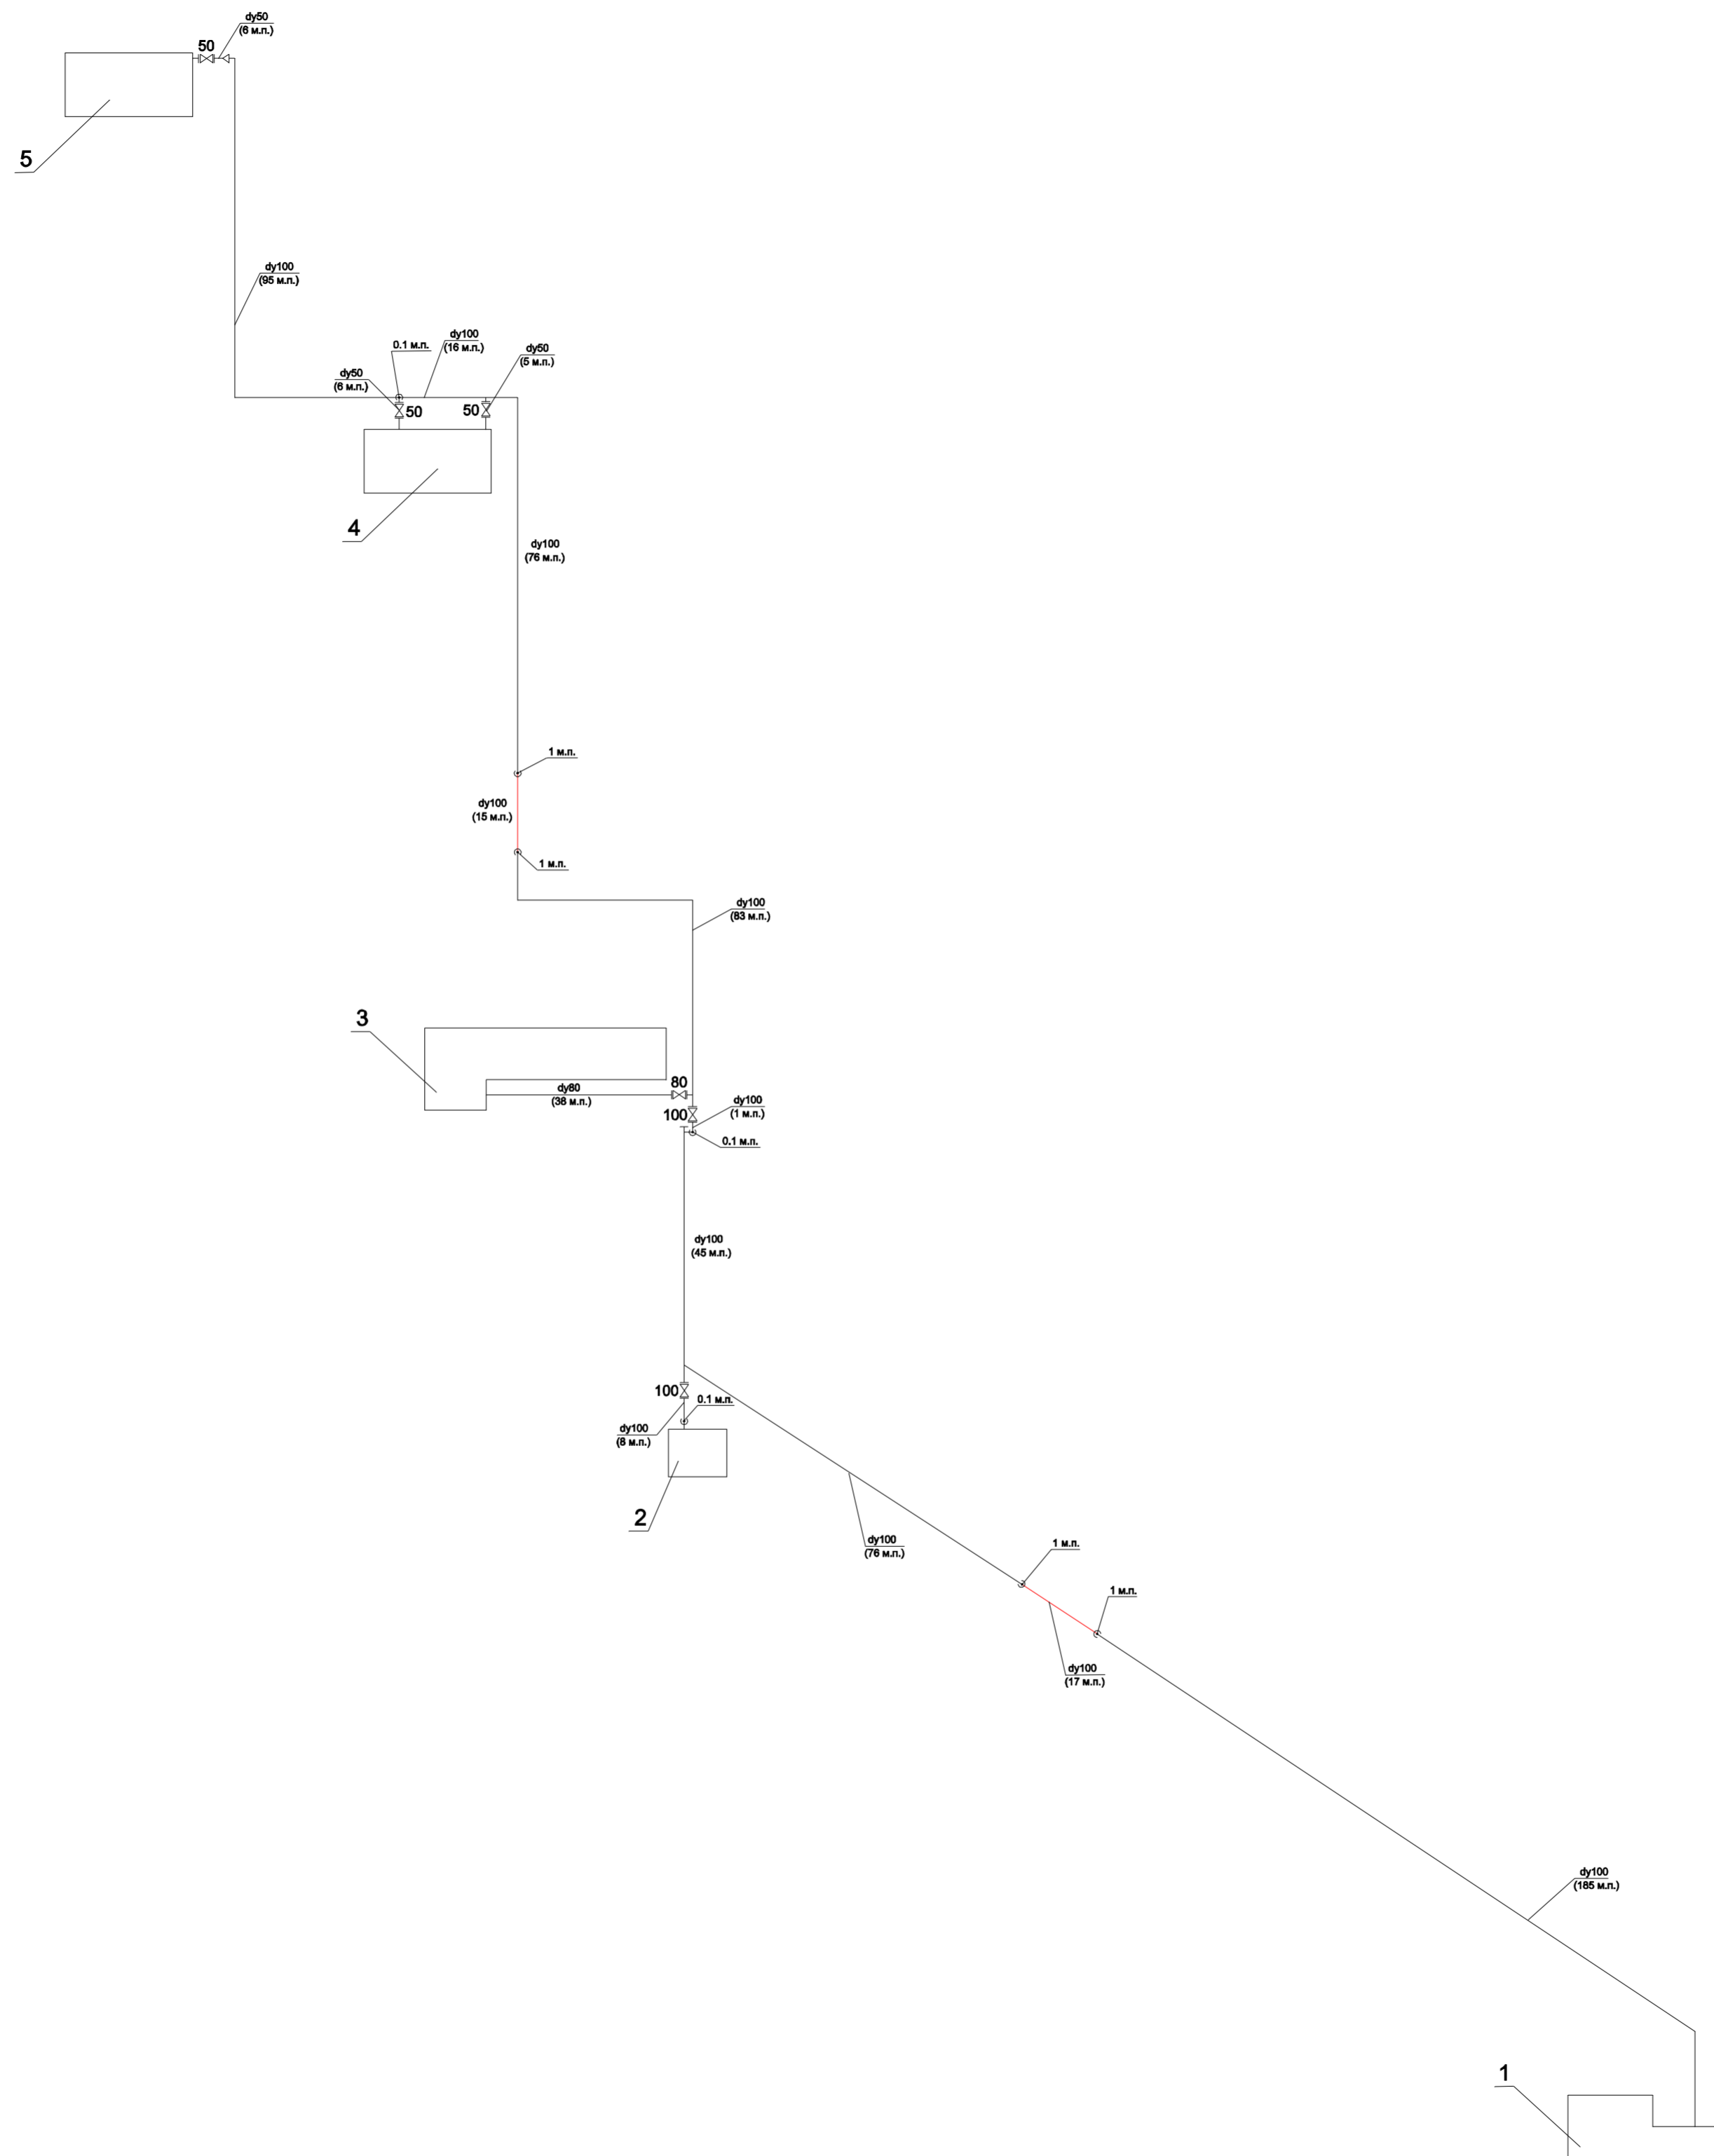 dy50
(6 м.п.)
50
5
dy100
(95 м.п.)
dy100
(16 м.п.)
0.1 м.п.
dy50
(5 м.п.)
dy50
(6 м.п.)
50
50
4
dy100
(76 м.п.)
1 м.п.
dy100
(15 м.п.)
1 м.п.
dy100
(83 м.п.)
3
80
dy80
(38 м.п.)
dy100
(1 м.п.)
100
0.1 м.п.
dy100
(45 м.п.)
100
0.1 м.п.
dy100
(8 м.п.)
2
dy100
(76 м.п.)
1 м.п.
1 м.п.
dy100
(17 м.п.)
dy100
(185 м.п.)
1